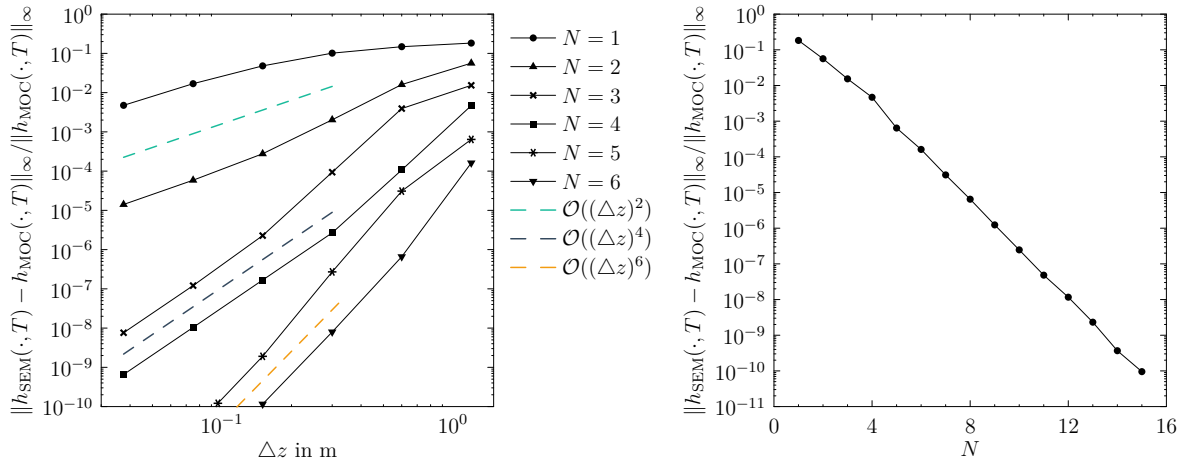 ‖h_SEM(·, T) − h_MOC(·, T)‖_∞/‖h_MOC(·, T)‖_∞
10^0
10^−1
10^−2
10^−3
10^−4
10^−5
10^−6
10^−7
10^−8
10^−9
10^−10
10^−1
10^0
△z in m
N = 1
N = 2
N = 3
N = 4
N = 5
N = 6
𝒪((△z)^2)
𝒪((△z)^4)
𝒪((△z)^6)
‖h_SEM(·, T) − h_MOC(·, T)‖_∞/‖h_MOC(·, T)‖_∞
10^0
10^−1
10^−2
10^−3
10^−4
10^−5
10^−6
10^−7
10^−8
10^−9
10^−10
10^−11
0
4
8
12
16
N